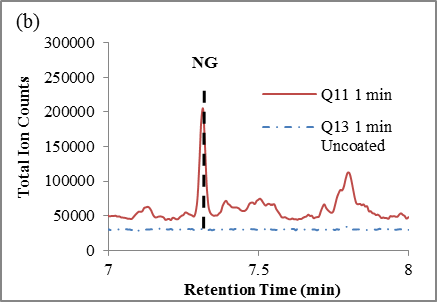 (b)
300000
250000
200000
150000
100000
50000
0
Total Ion Counts
NG
Q11 1 min
Q13 1 min
Uncoated
7
7.5
8
Retention Time (min)